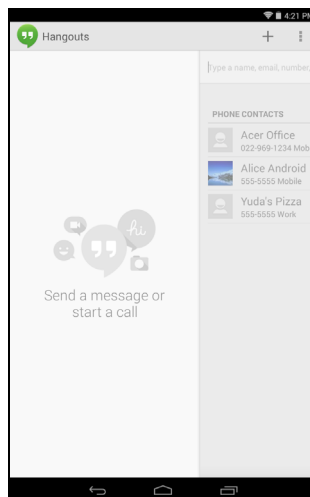 4:21 PM
Hangouts
Type a name, email, number,
PHONE CONTACTS
Acer Office
022-969-1234 Mob
Alice Android
555-5555 Mobile
Yuda's Pizza
555-5555 Work
hi
Send a message or
start a call